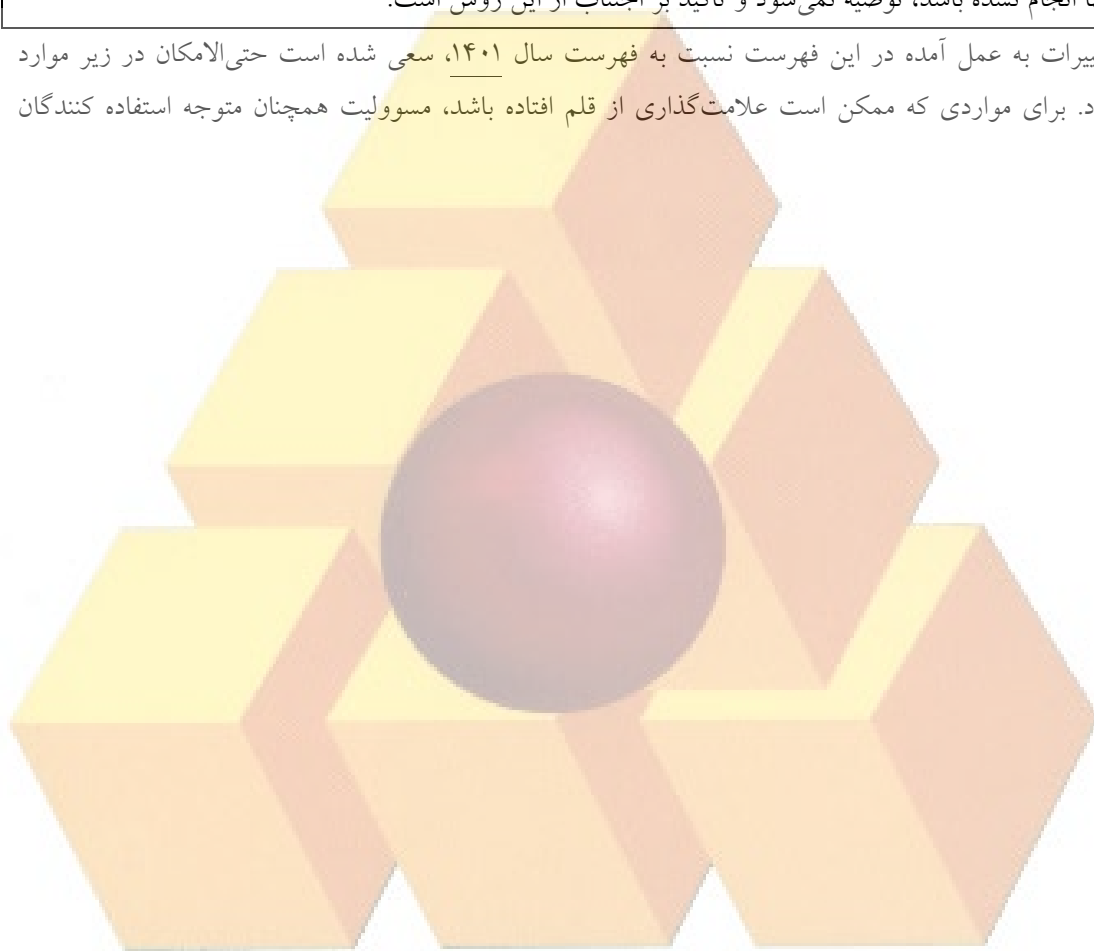 انجام نشده باشد، توصیه نمی‌شود و تاکید بر اجتناب از این روش است.
ییرات به عمل آمده در این فهرست نسبت به فهرست سال ۱۴۰۱، سعی شده است حتی‌الامکان در زیر موارد
د. برای مواردی که ممکن است علامت‌گذاری از قلم افتاده باشد، مسوولیت همچنان متوجه استفاده کنندگان